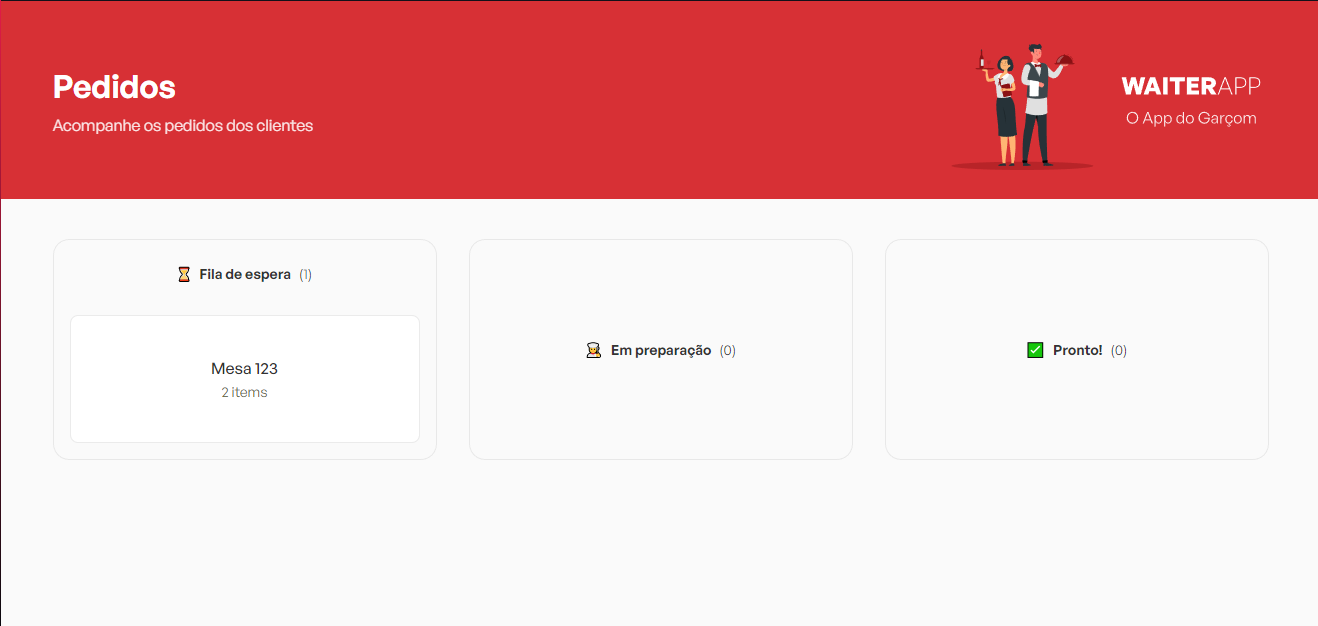 Pedidos
Acompanhe os pedidos dos clientes
WAITERAPP
O App do Garçom
Fila de espera (1)
Mesa 123
2 items
Em preparação (0)
Pronto! (0)